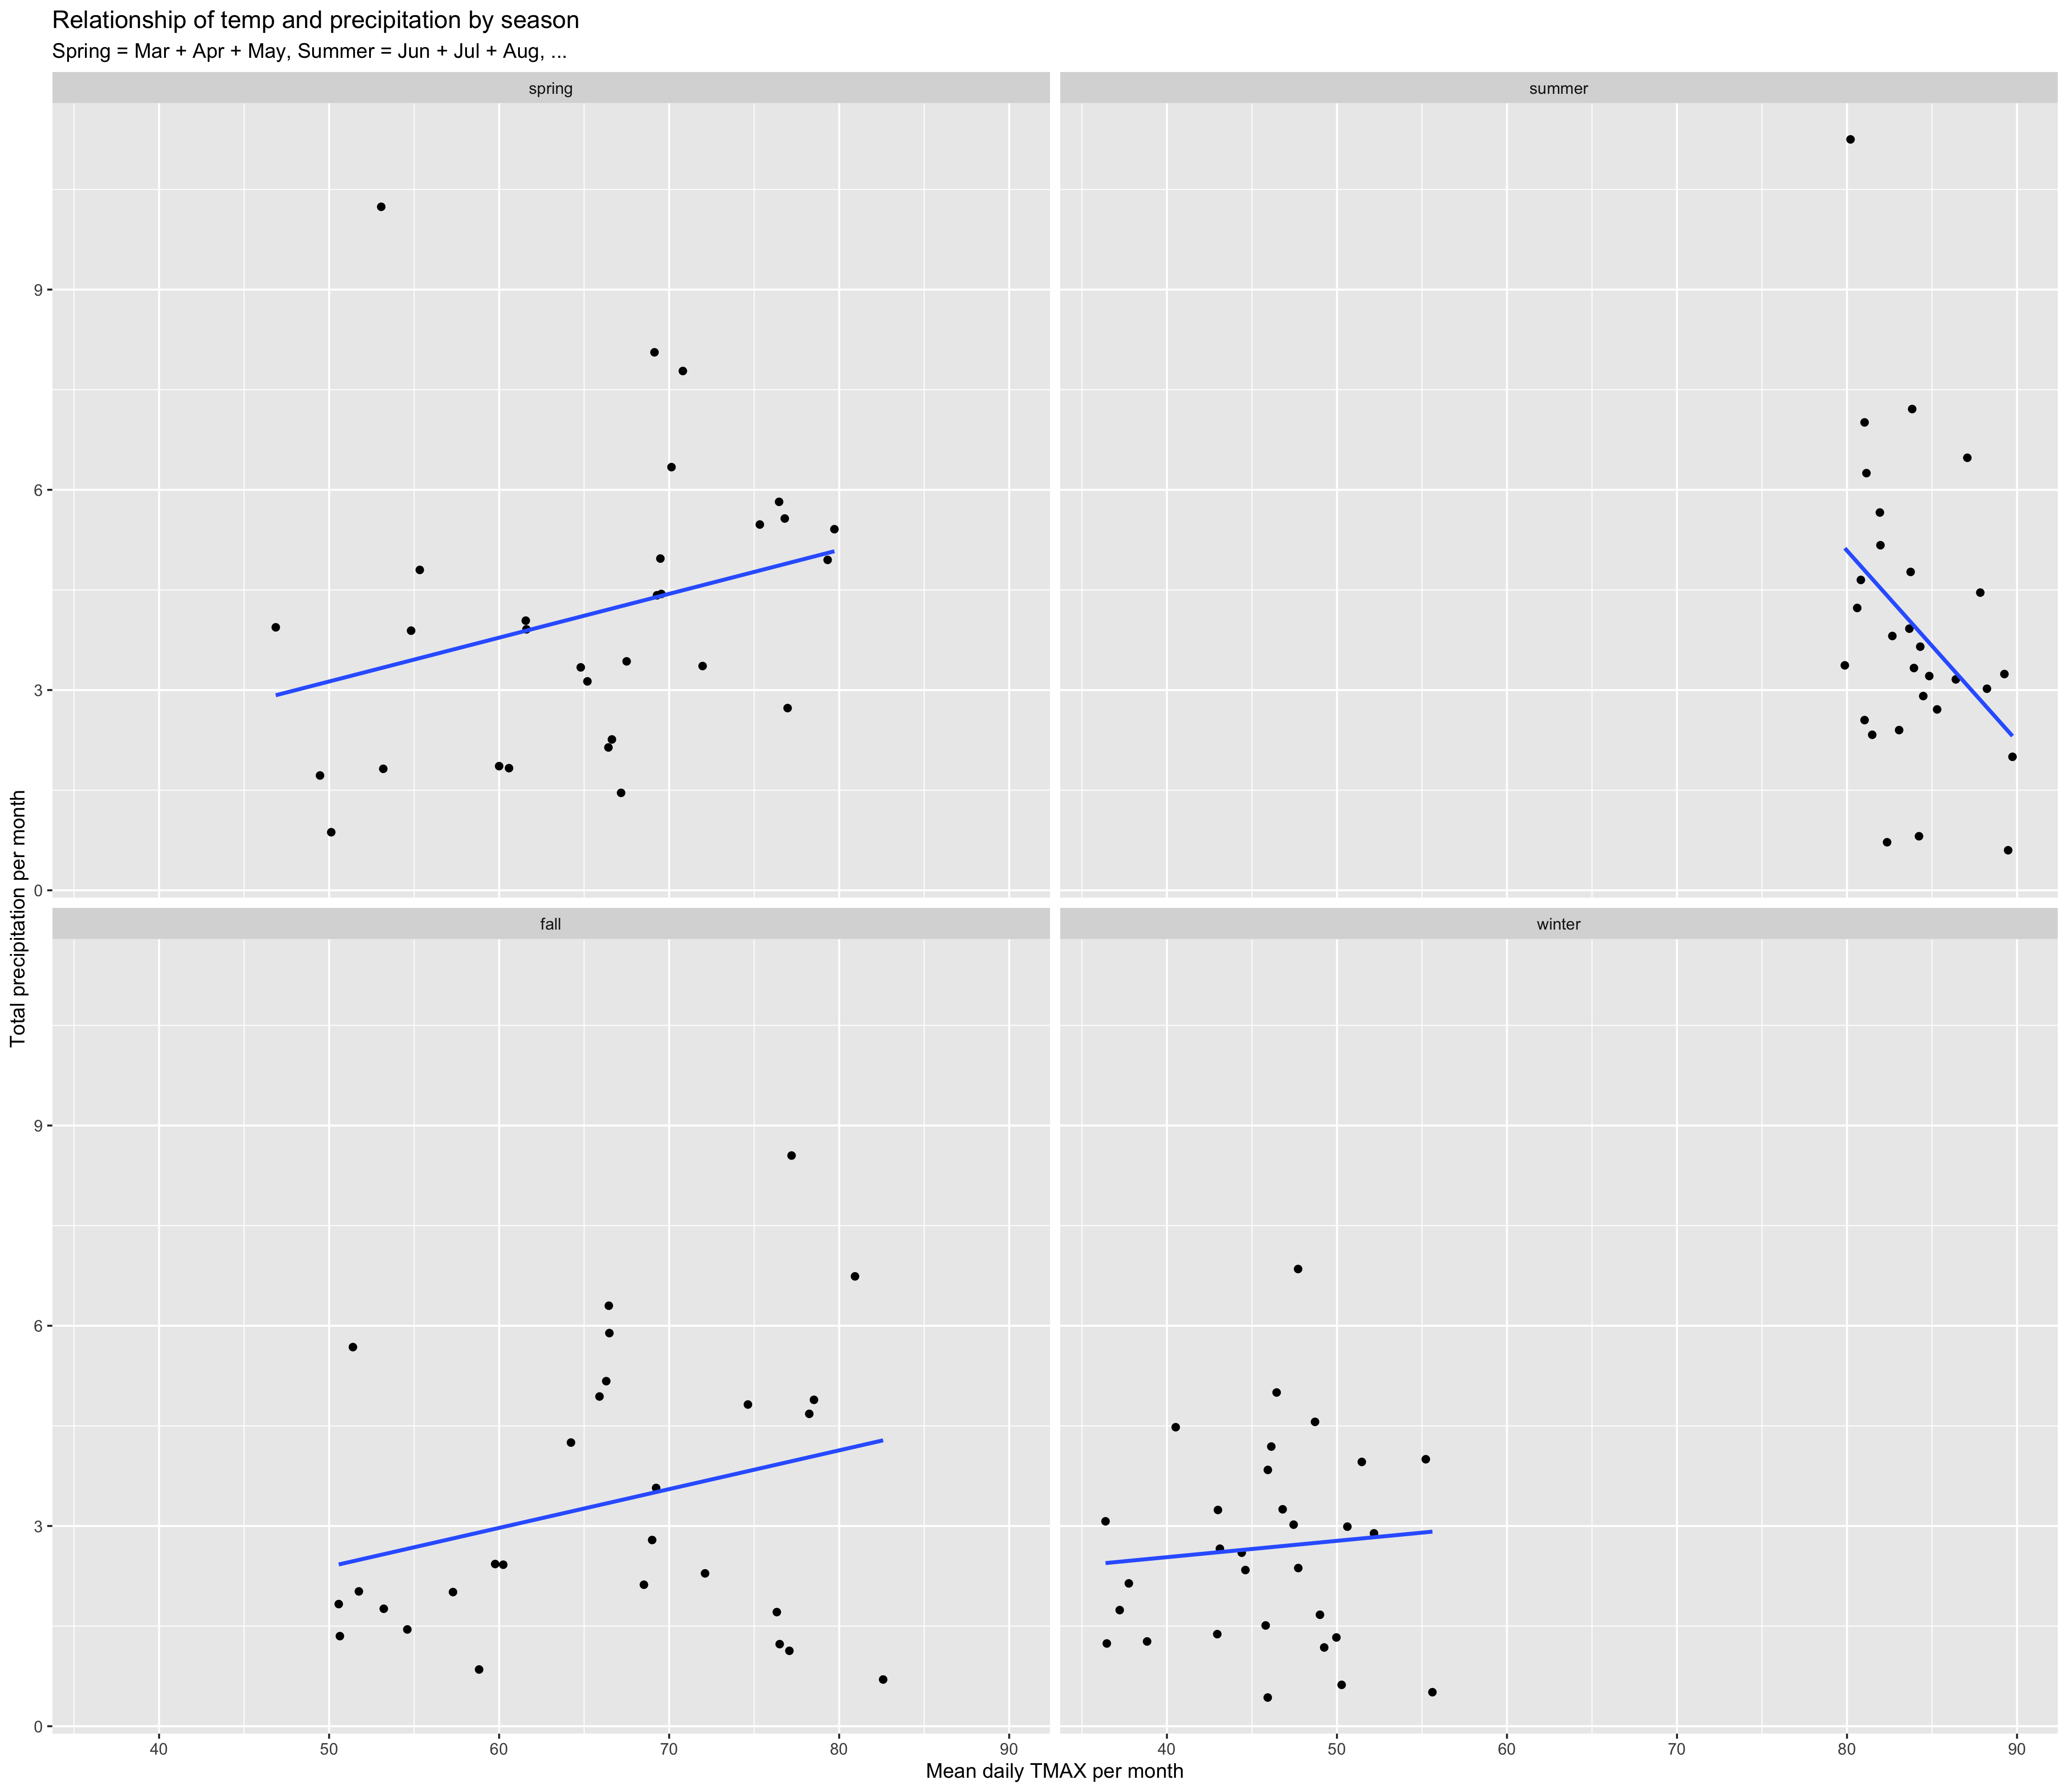 Relationship of temp and precipitation by season
Spring = Mar + Apr + May, Summer = Jun + Jul + Aug, ...
spring
summer
9
6
3
0
Total precipitation per month
fall
winter
9
6
3
0
40 50 60 70 80 90
40 50 60 70 80 90
Mean daily TMAX per month